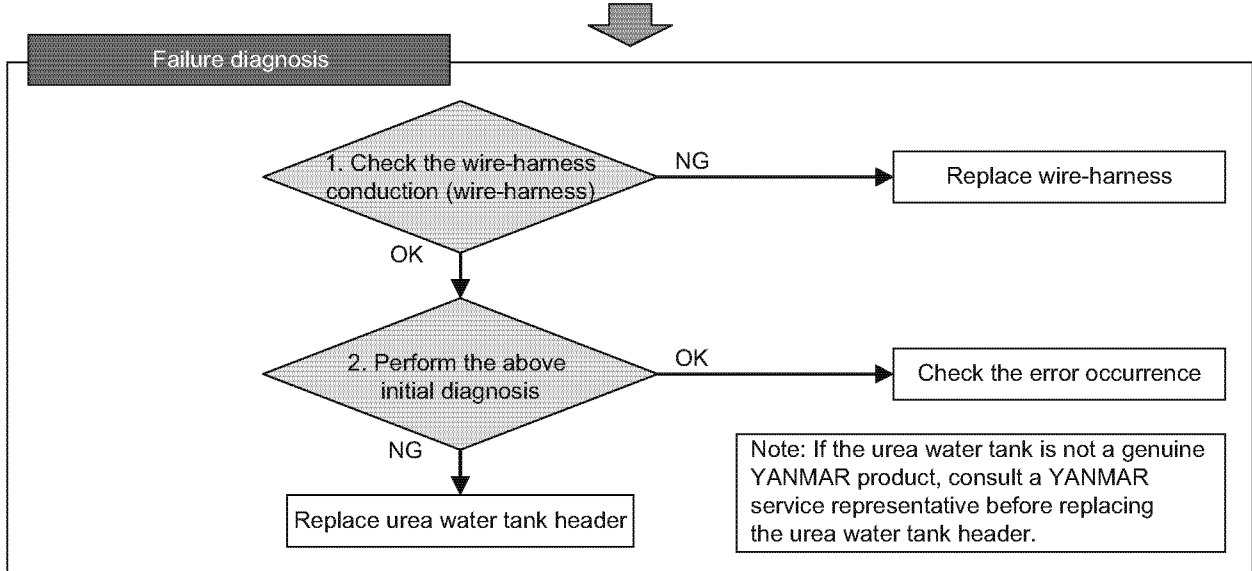 Failure diagnosis
1. Check the wire-harness
conduction (wire-harness)
NG
Replace wire-harness
OK
2. Perform the above
initial diagnosis
OK
Check the error occurrence
NG
Replace urea water tank header
Note: If the urea water tank is not a genuine
YANMAR product, consult a YANMAR
service representative before replacing
the urea water tank header.